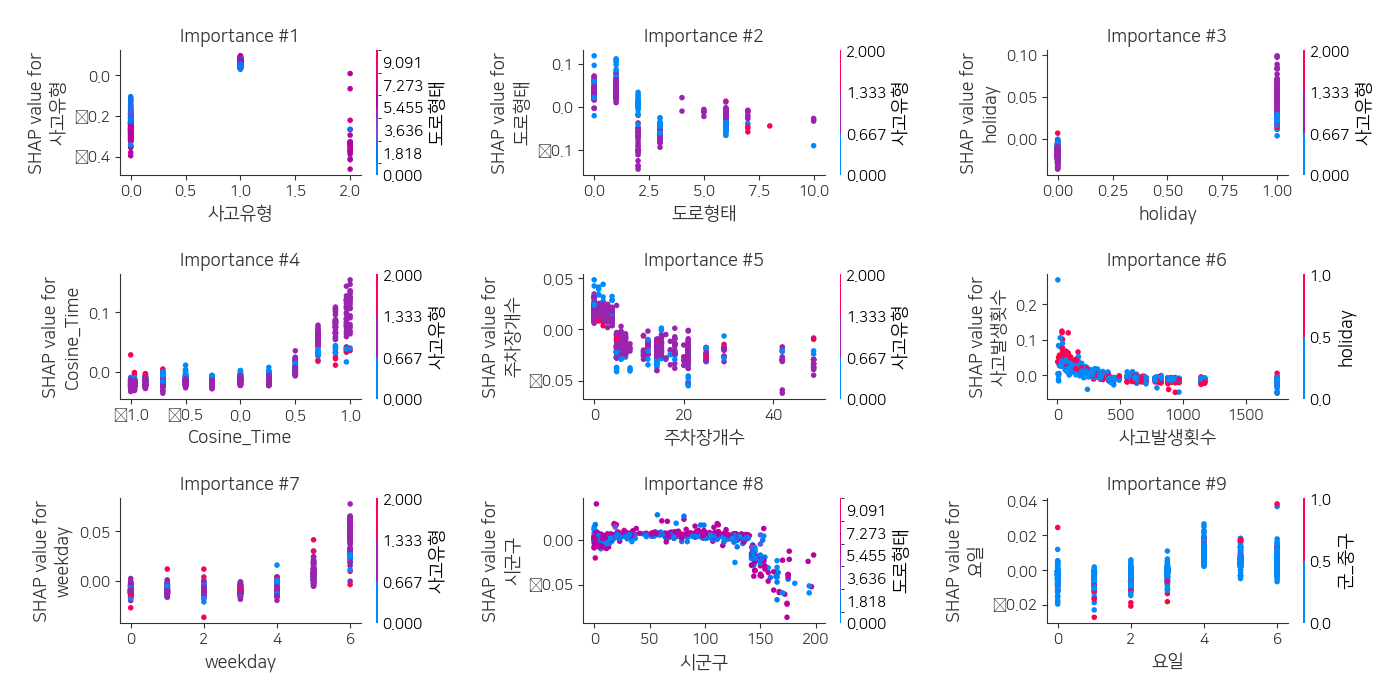 Importance #1
SHAP value for
사고유형
0.0
0.2
0.4
0.0
0.5
1.0
1.5
2.0
사고유형
9.091
7.273
5.455
3.636
1.818
0.000
도로형태
Importance #2
SHAP value for
도로형태
0.1
0.0
0.1
0.0
2.5
5.0
7.5
10.0
도로형태
2.000
1.333
0.667
0.000
사고유형
Importance #3
SHAP value for
holiday
0.10
0.05
0.00
0.00
0.25
0.50
0.75
1.00
holiday
2.000
1.333
0.667
0.000
사고유형
Importance #4
SHAP value for
Cosine_Time
0.1
0.0
1.0
0.5
0.0
0.5
1.0
Cosine_Time
2.000
1.333
0.667
0.000
사고유형
Importance #5
SHAP value for
주차장개수
0.05
0.00
0.05
0
20
40
주차장개수
2.000
1.333
0.667
0.000
사고유형
Importance #6
SHAP value for
사고발생횟수
0.2
0.1
0.0
0
500
1000
1500
사고발생횟수
1.0
0.5
0.0
holiday
Importance #7
SHAP value for
weekday
0.05
0.00
0
2
4
6
weekday
2.000
1.333
0.667
0.000
사고유형
Importance #8
SHAP value for
시군구
0.00
0.05
0
50
100
150
200
시군구
9.091
7.273
5.455
3.636
1.818
0.000
도로형태
Importance #9
SHAP value for
요일
0.04
0.02
0.00
0.02
0
2
4
6
요일
1.0
0.5
0.0
군_중구